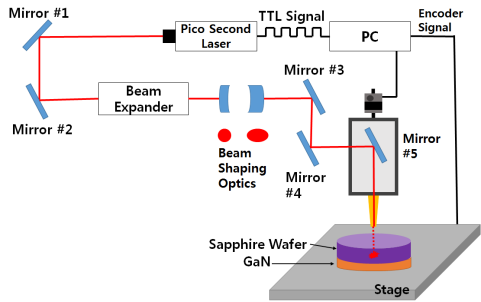 Mirror #1
Pico Second
Laser
TTL Signal
PC
Encoder
Signal
Mirror #2
Beam
Expander
Mirror #3
Beam
Shaping
Optics
Mirror
#4
Mirror
#5
Sapphire Wafer
GaN
Stage